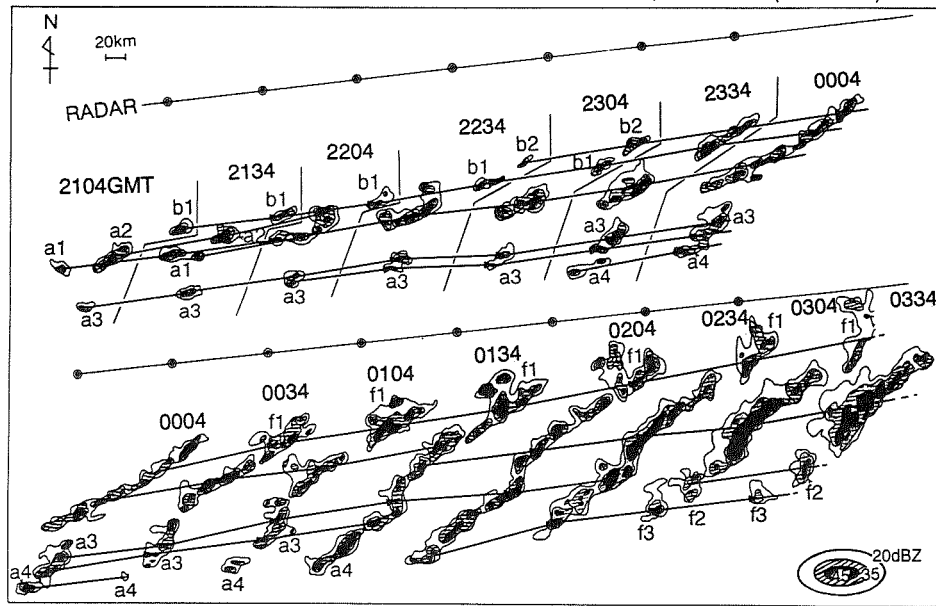 N
20km
RADAR
2104GMT
2134
2204
2234
2304
2334
0004
a1
a2
b1
b1
b1
b1
b2
b1
b2
a1
a2
a3
a3
a3
a3
a3
a3
a4
a3
a4
0004
0034
0104
0134
0204
0234
0304
0334
f1
f1
f1
f1
f1
f1
a3
a4
a4
a3
a3
a4
a4
f3
f2
f3
f2
20dBZ
45 35